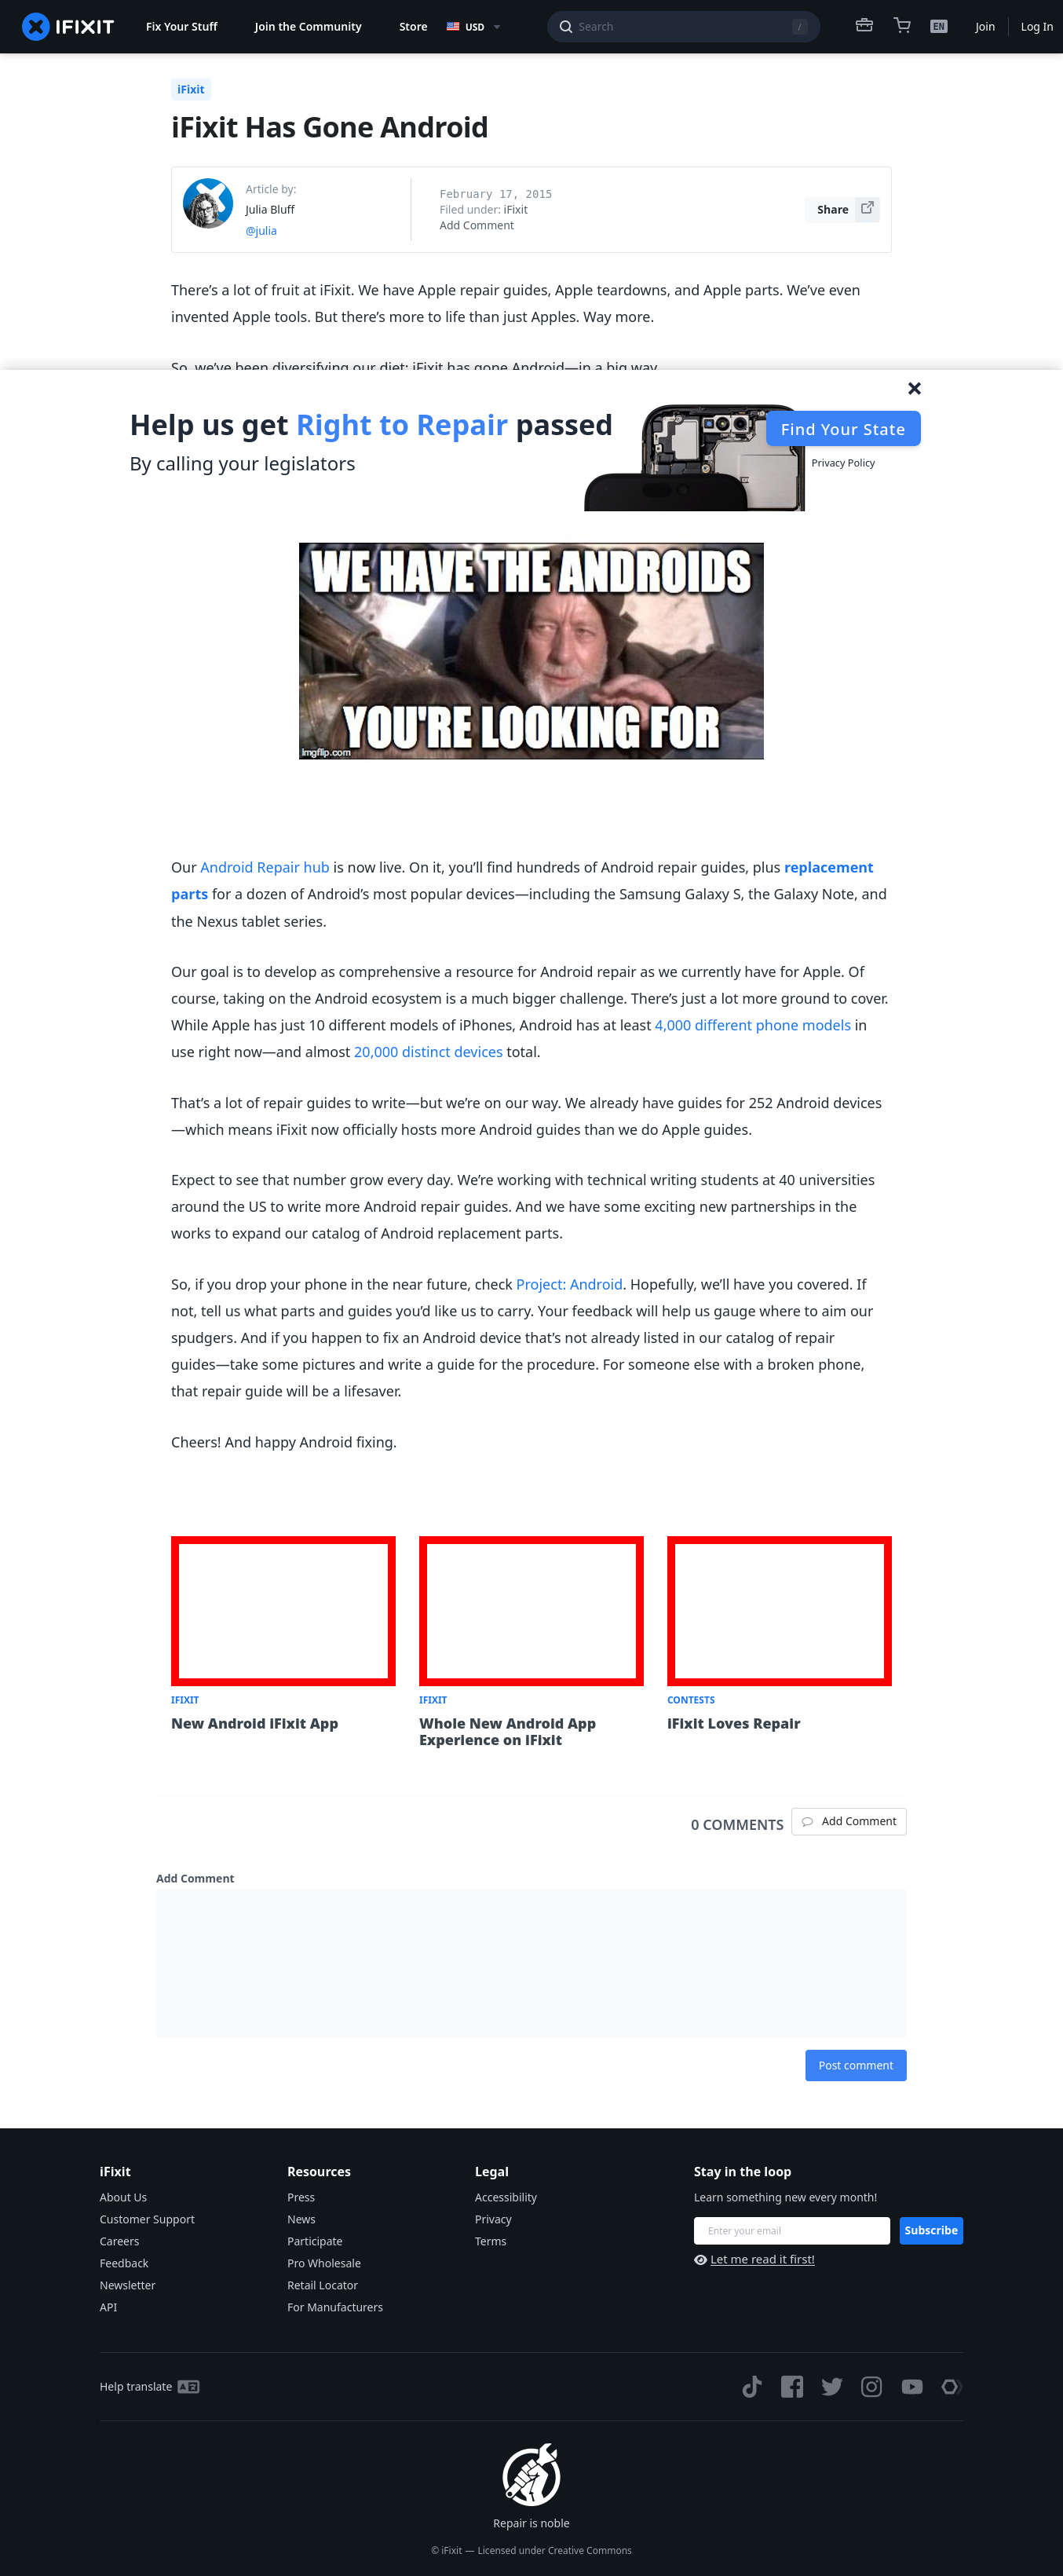 IFIXIT
Fix Your Stuff
Join the Community
Store
USD
Search
/
EN
Join
Log In
iFixit
iFixit Has Gone Android
Article by:
Julia Bluff
@julia
February 17, 2015
Filed under: iFixit
Add Comment
Share
There’s a lot of fruit at iFixit. We have Apple repair guides, Apple teardowns, and Apple parts. We’ve even
invented Apple tools. But there’s more to life than just Apples. Way more.
So, we’ve been diversifying our diet: iFixit has gone Android—in a big way.
Help us get Right to Repair passed
By calling your legislators
Find Your State
Privacy Policy
WE HAVE THE ANDROIDS
YOU'RE LOOKING FOR
imgflip.com
Our Android Repair hub is now live. On it, you’ll find hundreds of Android repair guides, plus replacement
parts for a dozen of Android’s most popular devices—including the Samsung Galaxy S, the Galaxy Note, and
the Nexus tablet series.
Our goal is to develop as comprehensive a resource for Android repair as we currently have for Apple. Of
course, taking on the Android ecosystem is a much bigger challenge. There’s just a lot more ground to cover.
While Apple has just 10 different models of iPhones, Android has at least 4,000 different phone models in
use right now—and almost 20,000 distinct devices total.
That’s a lot of repair guides to write—but we’re on our way. We already have guides for 252 Android devices
—which means iFixit now officially hosts more Android guides than we do Apple guides.
Expect to see that number grow every day. We’re working with technical writing students at 40 universities
around the US to write more Android repair guides. And we have some exciting new partnerships in the
works to expand our catalog of Android replacement parts.
So, if you drop your phone in the near future, check Project: Android. Hopefully, we’ll have you covered. If
not, tell us what parts and guides you’d like us to carry. Your feedback will help us gauge where to aim our
spudgers. And if you happen to fix an Android device that’s not already listed in our catalog of repair
guides—take some pictures and write a guide for the procedure. For someone else with a broken phone,
that repair guide will be a lifesaver.
Cheers! And happy Android fixing.
IFIXIT
New Android iFixit App
IFIXIT
Whole New Android App
Experience on iFixit
CONTESTS
iFixit Loves Repair
0 COMMENTS
Add Comment
Add Comment
Post comment
iFixit
About Us
Customer Support
Careers
Feedback
Newsletter
API
Resources
Press
News
Participate
Pro Wholesale
Retail Locator
For Manufacturers
Legal
Accessibility
Privacy
Terms
Stay in the loop
Learn something new every month!
Enter your email
Subscribe
Let me read it first!
Help translate
Repair is noble
© iFixit — Licensed under Creative Commons